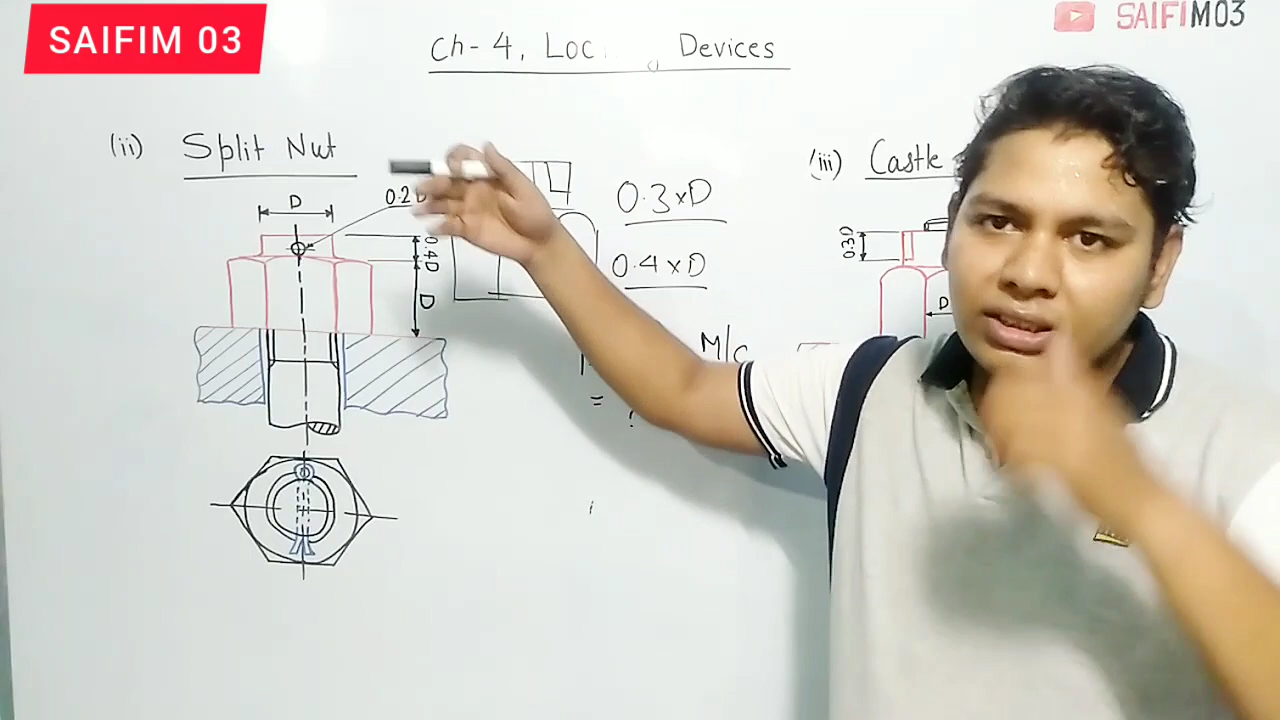 SAIFIM 03
SAIFIM03
Ch-4, Loc g Devices
(ii) Split Nut
(iii) Castle
D
0.2D
0.4D
D
0.3×D
0.4×D
0.3D
D
M/C
=
?